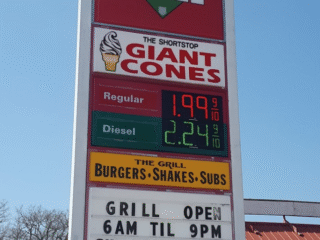 THE SHORTSTOP
GIANT
CONES
Regular 1.99 9/10
Diesel 2.24 9/10
THE GRILL
BURGERS·SHAKES·SUBS
GRILL OPEN
6AM TIL 9PM